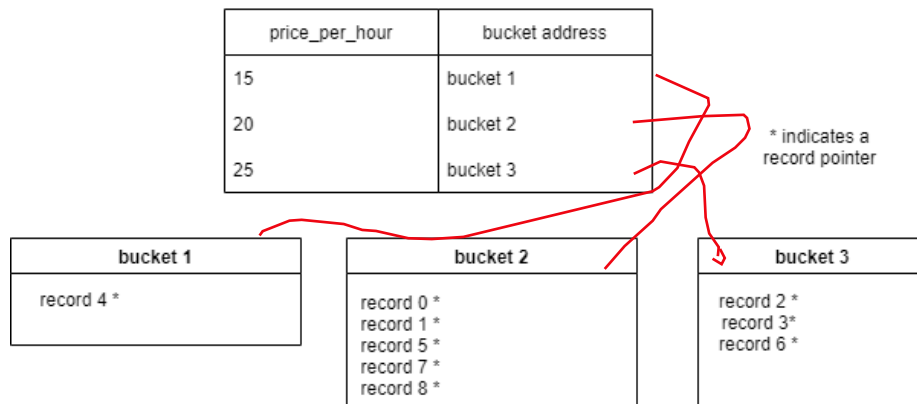 price_per_hour bucket address
15 bucket 1
20 bucket 2
25 bucket 3
* indicates a
record pointer
bucket 1
record 4 *
bucket 2
record 0 *
record 1 *
record 5 *
record 7 *
record 8 *
bucket 3
record 2 *
record 3*
record 6 *